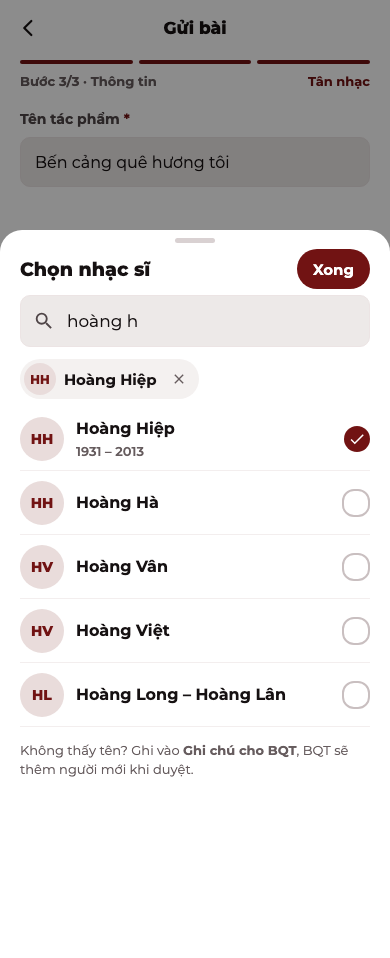 Gửi bài
Bước 3/3 · Thông tin
Tân nhạc
Tên tác phẩm *
Bến cảng quê hương tôi
Chọn nhạc sĩ
Xong
hoàng h
HH Hoàng Hiệp ×
HH Hoàng Hiệp
1931 – 2013
HH Hoàng Hà
HV Hoàng Vân
HV Hoàng Việt
HL Hoàng Long – Hoàng Lân
Không thấy tên? Ghi vào Ghi chú cho BQT, BQT sẽ
thêm người mới khi duyệt.